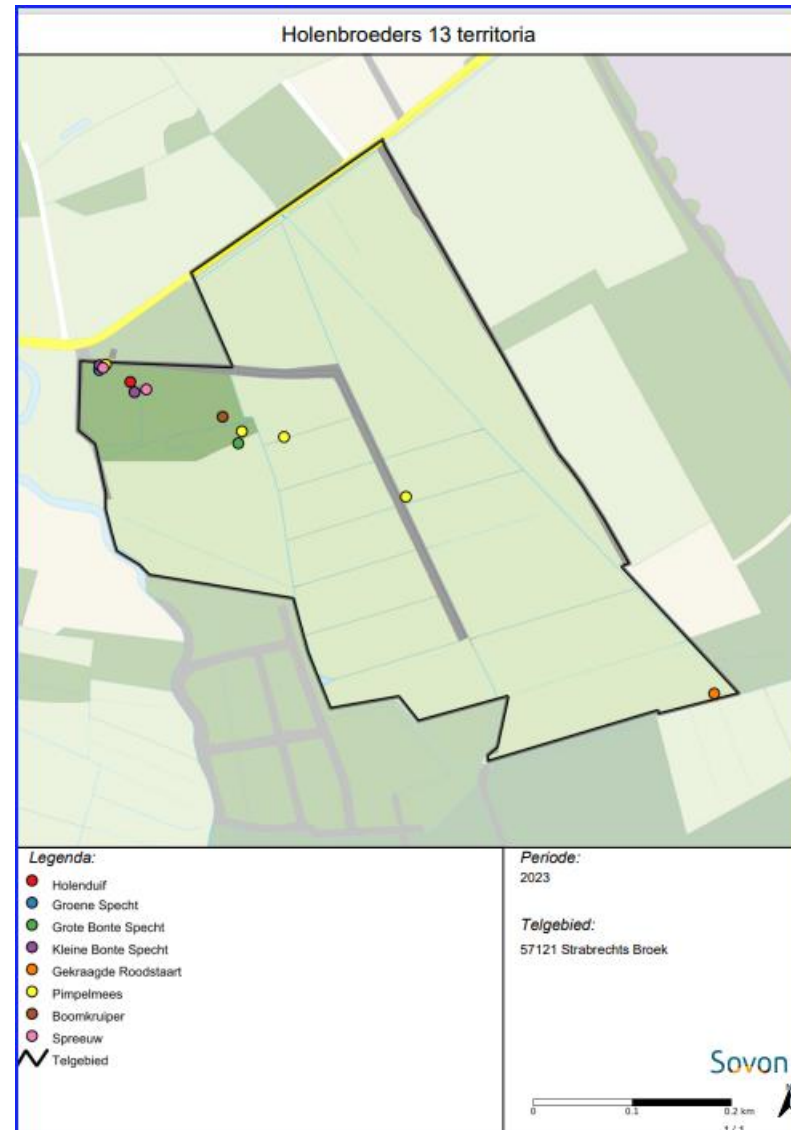 Holenbroeders 13 territoria
Legenda:
Holenduif
Groene Specht
Grote Bonte Specht
Kleine Bonte Specht
Gekraagde Roodstaart
Pimpelmees
Boomkruiper
Spreeuw
Telgebied
Periode:
2023
Telgebied:
57121 Strabrechts Broek
Sovon
0 0.1 0.2 km